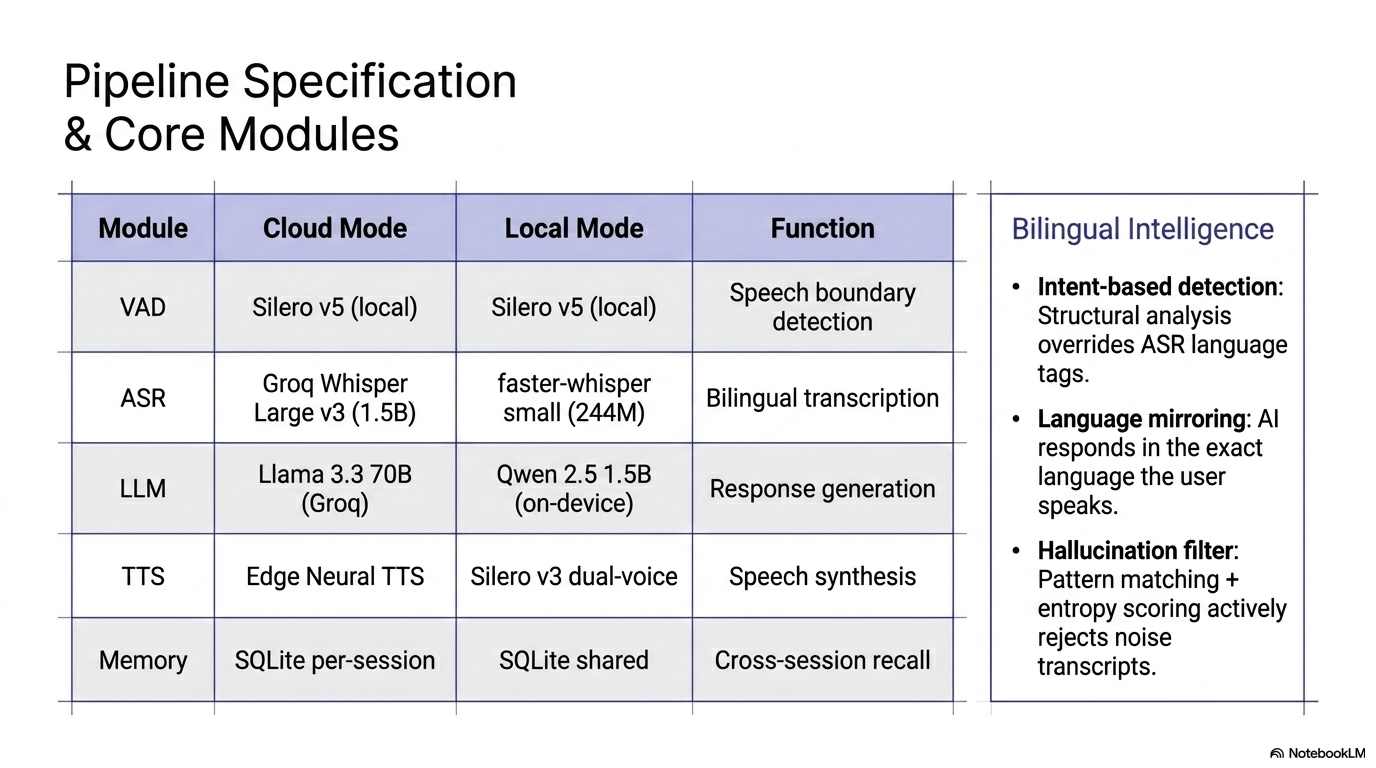 Pipeline Specification
& Core Modules
Module Cloud Mode Local Mode Function
VAD Silero v5 (local) Silero v5 (local) Speech boundary
detection
ASR Groq Whisper
Large v3 (1.5B) faster-whisper
small (244M) Bilingual transcription
LLM Llama 3.3 70B
(Groq) Qwen 2.5 1.5B
(on-device) Response generation
TTS Edge Neural TTS Silero v3 dual-voice Speech synthesis
Memory SQLite per-session SQLite shared Cross-session recall
Bilingual Intelligence
• Intent-based detection:
Structural analysis
overrides ASR language
tags.
• Language mirroring: AI
responds in the exact
language the user
speaks.
• Hallucination filter:
Pattern matching +
entropy scoring actively
rejects noise
transcripts.
NotebookLM